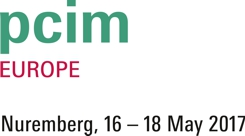 pcim
EUROPE
Nuremberg, 16 – 18 May 2017